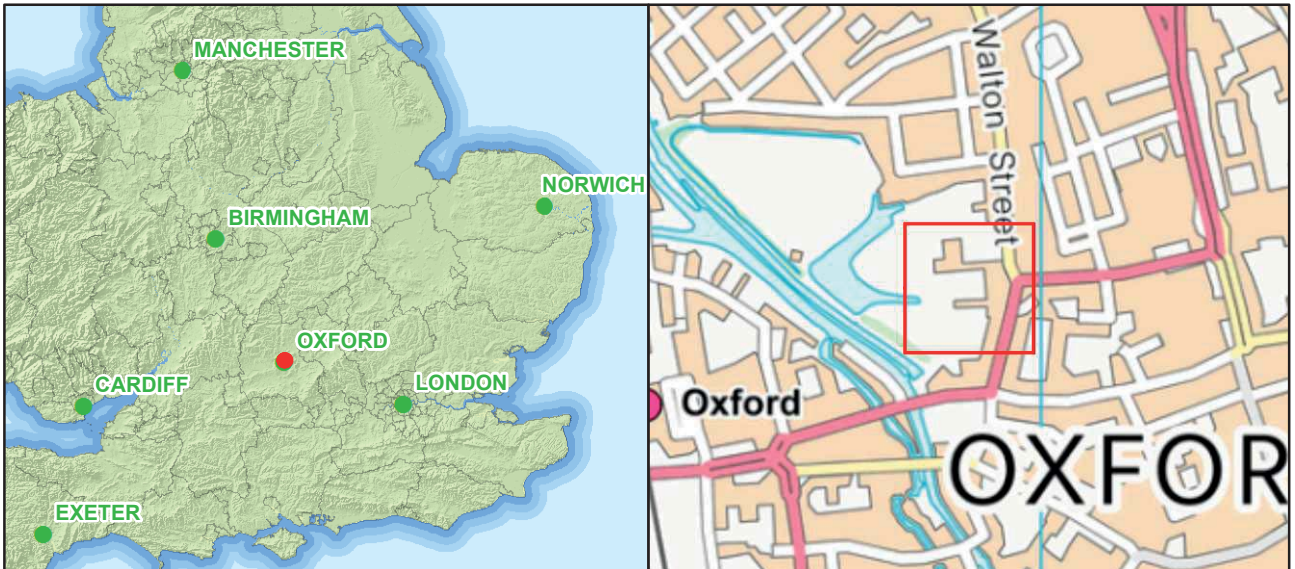 MANCHESTER
NORWICH
BIRMINGHAM
OXFORD
CARDIFF
LONDON
EXETER
Walton Street
Oxford
OXFOR